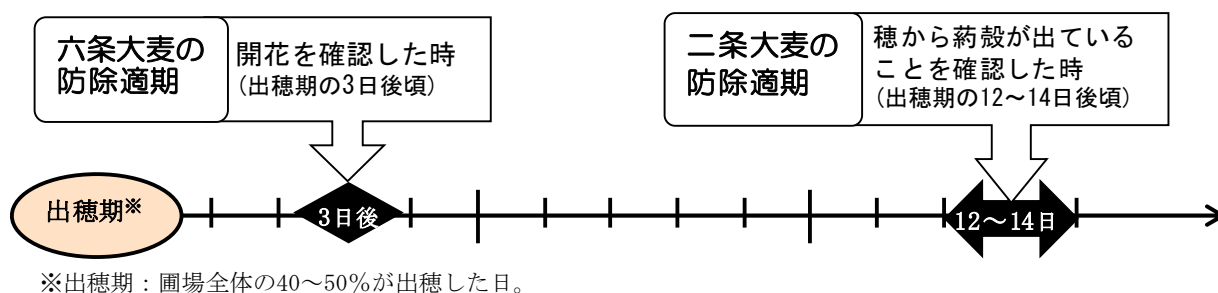 六条大麦の
防除適期
開花を確認した時
(出穂期の3日後頃)
二条大麦の
防除適期
穂から葯殻が出ている
ことを確認した時
(出穂期の12～14日後頃)
出穂期※
3日後
12～14日
※出穂期：圃場全体の40～50%が出穂した日。